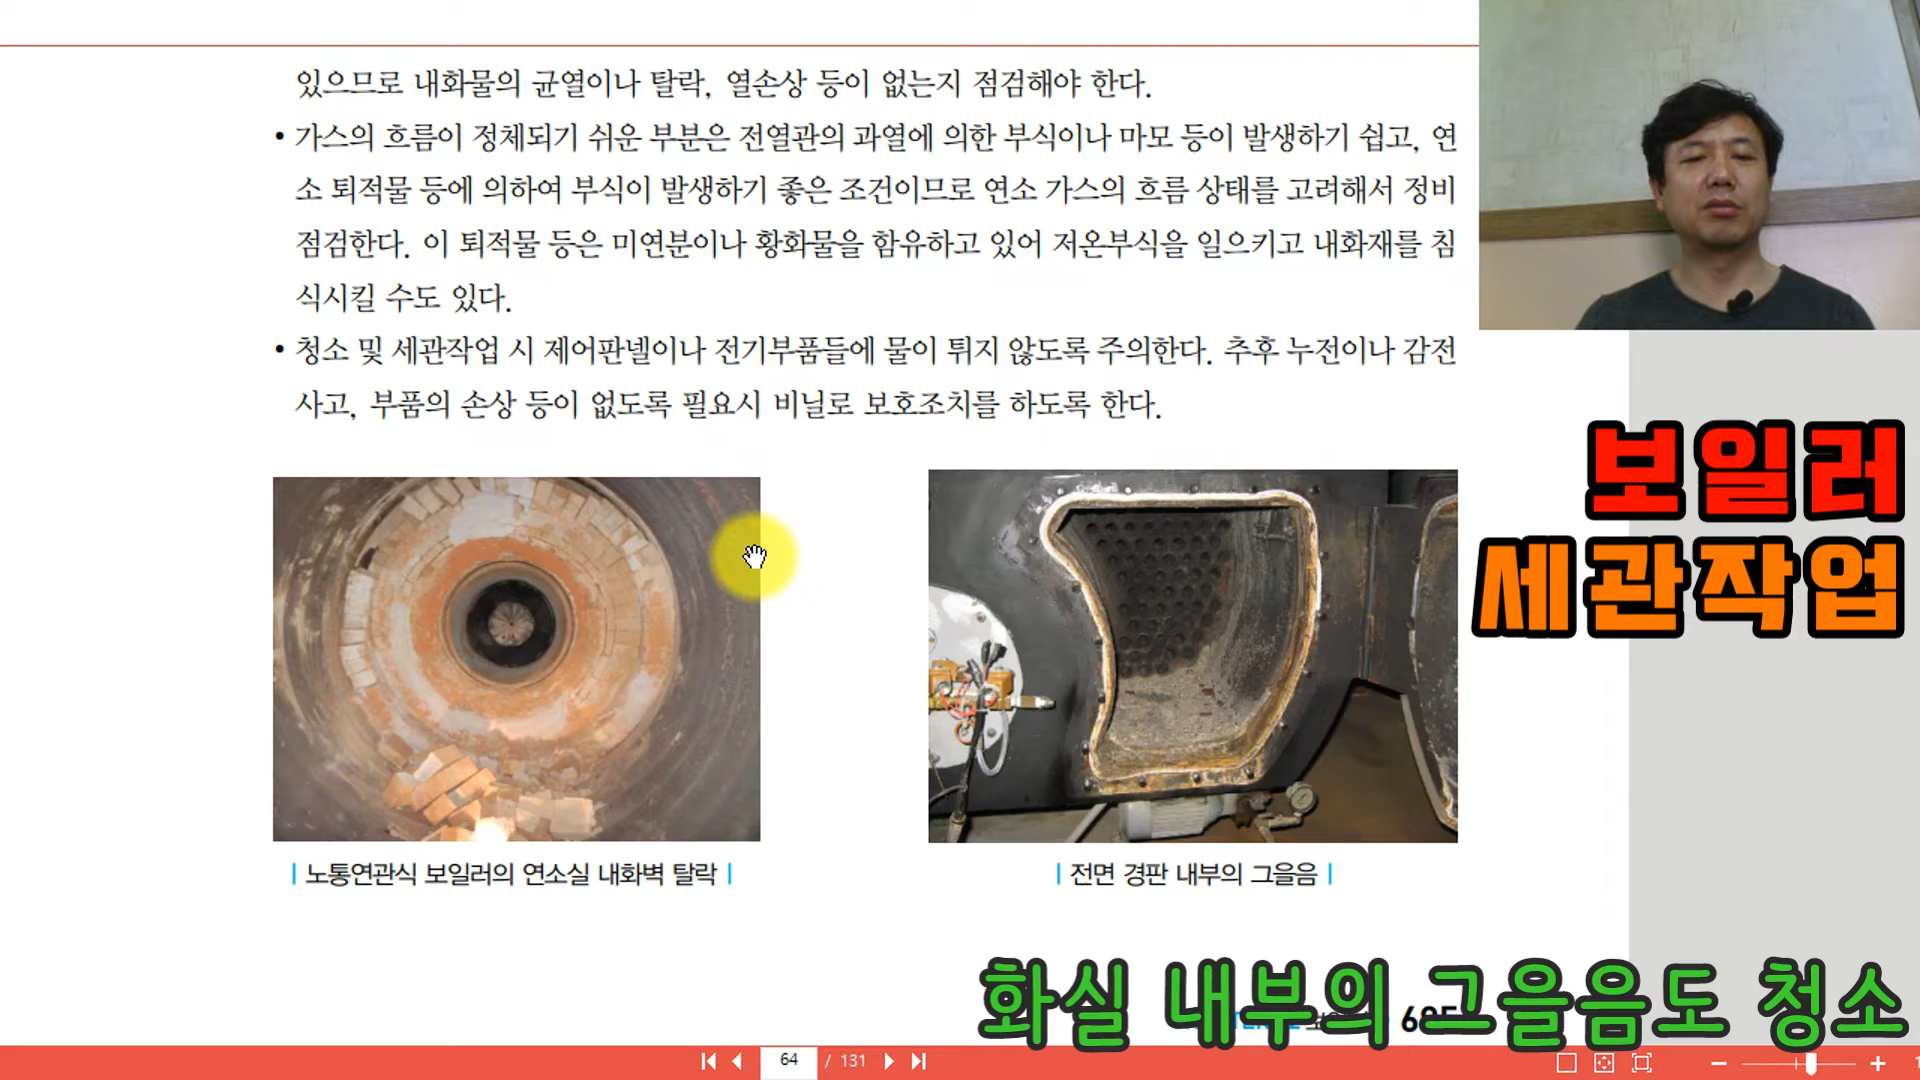 있으므로 내화물의 균열이나 탈락, 열손상 등이 없는지 점검해야 한다.
• 가스의 흐름이 정체되기 쉬운 부분은 전열관의 과열에 의한 부식이나 마모 등이 발생하기 쉽고, 연
소 퇴적물 등에 의하여 부식이 발생하기 좋은 조건이므로 연소 가스의 흐름 상태를 고려해서 정비
점검한다. 이 퇴적물 등은 미연분이나 황화물을 함유하고 있어 저온부식을 일으키고 내화재를 침
식시킬 수도 있다.
• 청소 및 세관작업 시 제어판넬이나 전기부품들에 물이 튀지 않도록 주의한다. 추후 누전이나 감전
사고, 부품의 손상 등이 없도록 필요시 비닐로 보호조치를 하도록 한다.
보일러
세관작업
| 노통연관식 보일러의 연소실 내화벽 탈락 |
| 전면 경판 내부의 그을음 |
화실 내부의 그을음도 청소
64 / 131